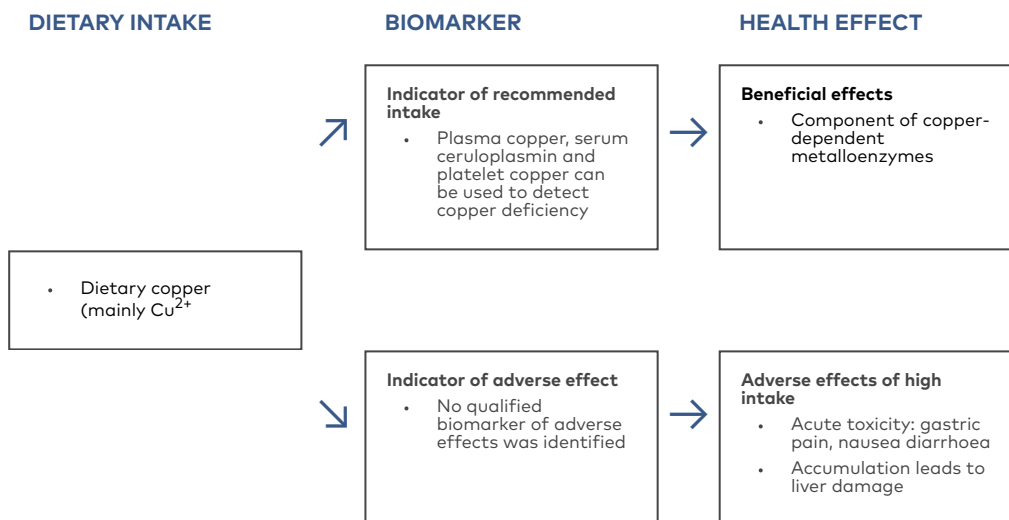 DIETARY INTAKE
BIOMARKER
HEALTH EFFECT
Indicator of recommended
intake
• Plasma copper, serum
ceruloplasmin and
platelet copper can
be used to detect
copper deficiency
Beneficial effects
• Component of copper-
dependent
metalloenzymes
• Dietary copper
(mainly Cu²⁺
Indicator of adverse effect
• No qualified
biomarker of adverse
effects was identified
Adverse effects of high
intake
• Acute toxicity: gastric
pain, nausea diarrhoea
• Accumulation leads to
liver damage